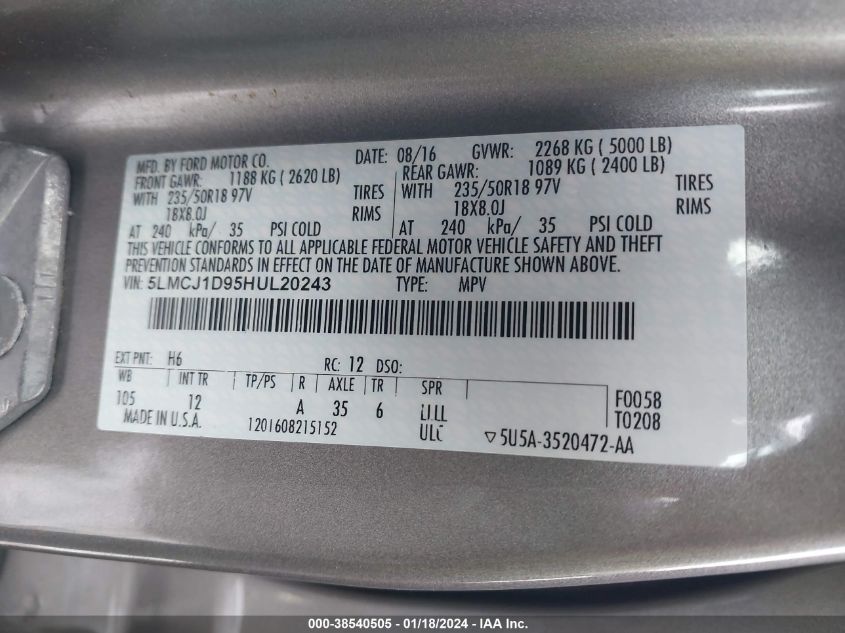 MFD. BY FORD MOTOR CO. DATE: 08/16 GVWR: 2268 KG ( 5000 LB)
FRONT GAWR: 1188 KG ( 2620 LB) REAR GAWR: 1089 KG ( 2400 LB)
WITH 235/50R18 97V TIRES WITH 235/50R18 97V TIRES
18X8.0J RIMS 18X8.0J RIMS
AT 240 kPa/ 35 PSI COLD AT 240 kPa/ 35 PSI COLD
THIS VEHICLE CONFORMS TO ALL APPLICABLE FEDERAL MOTOR VEHICLE SAFETY AND THEFT
PREVENTION STANDARDS IN EFFECT ON THE DATE OF MANUFACTURE SHOWN ABOVE.
VIN: 5LMCJ1D95HUL20243 TYPE: MPV
EXT PNT: H6 RC: 12 DSO:
WB INT TR TP/PS R AXLE TR SPR
105 12 A 35 6 F0058
T0208
MADE IN U.S.A. 1201608215152 ▽5U5A-3520472-AA
000-38540505 - 01/18/2024 - IAA Inc.